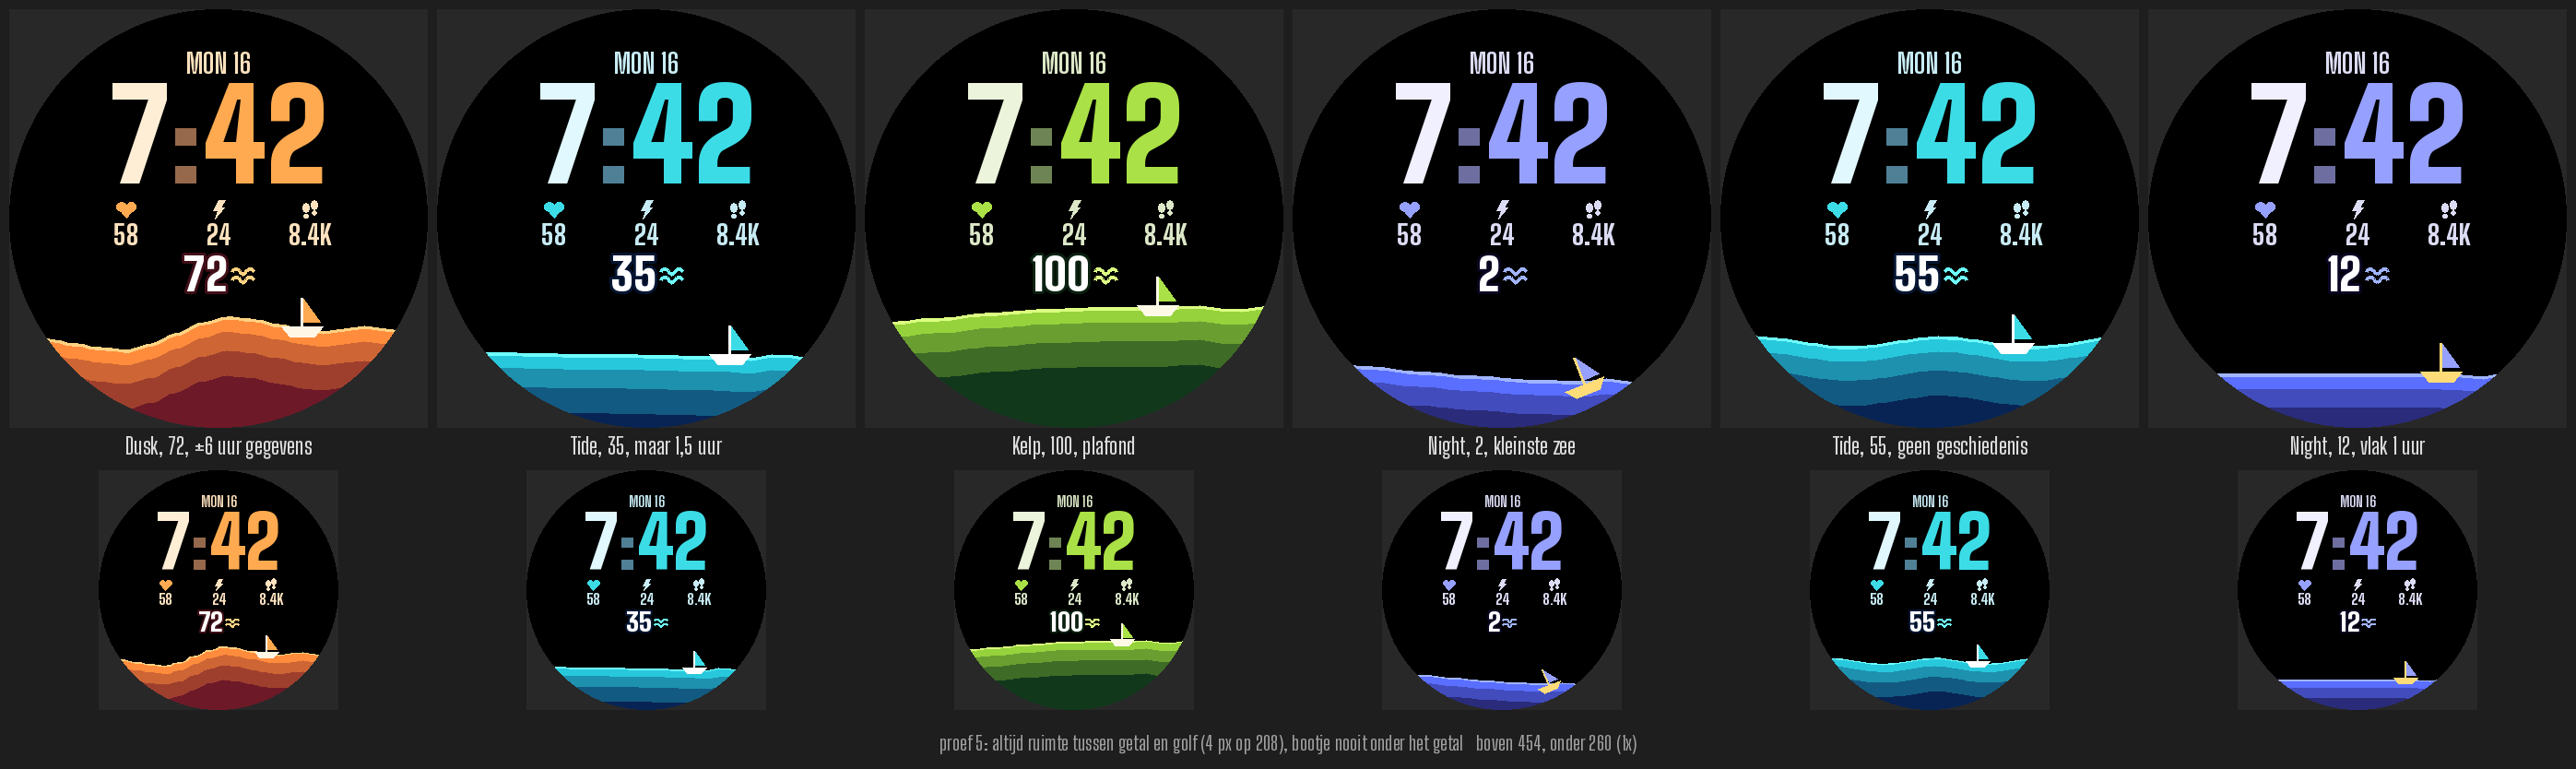 MON 16
7:42
58 24 8.4K
72
MON 16
7:42
58 24 8.4K
35
MON 16
7:42
58 24 8.4K
100
MON 16
7:42
58 24 8.4K
2
MON 16
7:42
58 24 8.4K
55
MON 16
7:42
58 24 8.4K
12
Dusk, 72, ±6 uur gegevens
Tide, 35, maar 1,5 uur
Kelp, 100, plafond
Night, 2, kleinste zee
Tide, 55, geen geschiedenis
Night, 12, vlak 1 uur
MON 16
7:42
58 24 8.4K
72
MON 16
7:42
58 24 8.4K
35
MON 16
7:42
58 24 8.4K
100
MON 16
7:42
58 24 8.4K
2
MON 16
7:42
58 24 8.4K
55
MON 16
7:42
58 24 8.4K
12
proef 5: altijd ruimte tussen getal en golf (4 px op 208), bootje nooit onder het getal boven 454, onder 260 (1x)